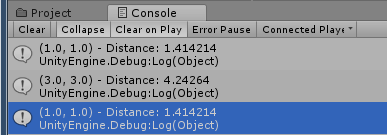 Project
Console
Clear Collapse Clear on Play Error Pause Connected Playe
(1.0, 1.0) - Distance: 1.414214
UnityEngine.Debug:Log(Object)
(3.0, 3.0) - Distance: 4.24264
UnityEngine.Debug:Log(Object)
(1.0, 1.0) - Distance: 1.414214
UnityEngine.Debug:Log(Object)